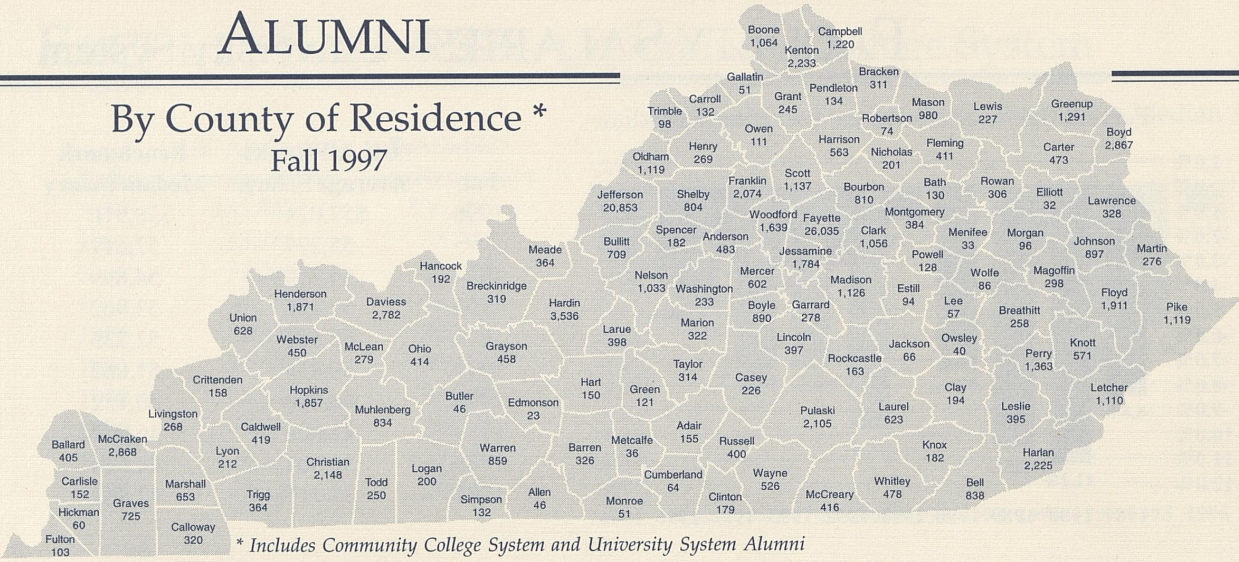 ALUMNI
By County of Residence *
Fall 1997
Boone
1,064
Kenton
2,233
Campbell
1,220
Gallatin
51
Grant
245
Pendleton
134
Bracken
311
Trimble
98
Carroll
132
Owen
111
Robertson
74
Mason
980
Lewis
227
Greenup
1,291
Boyd
2,867
Oldham
1,119
Henry
269
Harrison
563
Nicholas
201
Fleming
411
Carter
473
Jefferson
20,853
Shelby
804
Franklin
2,074
Scott
1,137
Bourbon
810
Bath
130
Rowan
306
Elliott
32
Lawrence
328
Bullitt
709
Spencer
182
Anderson
483
Woodford
1,639
Fayette
26,035
Clark
1,056
Montgomery
384
Menifee
33
Morgan
96
Johnson
897
Martin
276
Jessamine
1,784
Powell
128
Meade
364
Hancock
192
Breckinridge
319
Nelson
1,033
Washington
233
Mercer
602
Madison
1,126
Estill
94
Wolfe
86
Magoffin
298
Floyd
1,911
Pike
1,119
Henderson
1,871
Daviess
2,782
Hardin
3,536
Boyle
890
Garrard
278
Lee
57
Breathitt
258
Union
628
Webster
450
McLean
279
Ohio
414
Grayson
458
Larue
398
Marion
322
Lincoln
397
Rockcastle
163
Jackson
66
Owsley
40
Perry
1,363
Knott
571
Crittenden
158
Hopkins
1,857
Muhlenberg
834
Butler
46
Edmonson
23
Hart
150
Green
121
Taylor
314
Casey
226
Pulaski
2,105
Laurel
623
Clay
194
Leslie
395
Letcher
1,110
Livingston
268
Caldwell
419
Ballard
405
McCracken
2,868
Lyon
212
Christian
2,148
Todd
250
Logan
200
Warren
859
Barren
326
Metcalfe
36
Adair
155
Russell
400
Knox
182
Harlan
2,225
Carlisle
152
Graves
725
Marshall
653
Trigg
364
Simpson
132
Allen
46
Monroe
51
Cumberland
64
Clinton
179
Wayne
526
McCreary
416
Whitley
478
Bell
838
Hickman
60
Fulton
103
Calloway
320
* Includes Community College System and University System Alumni